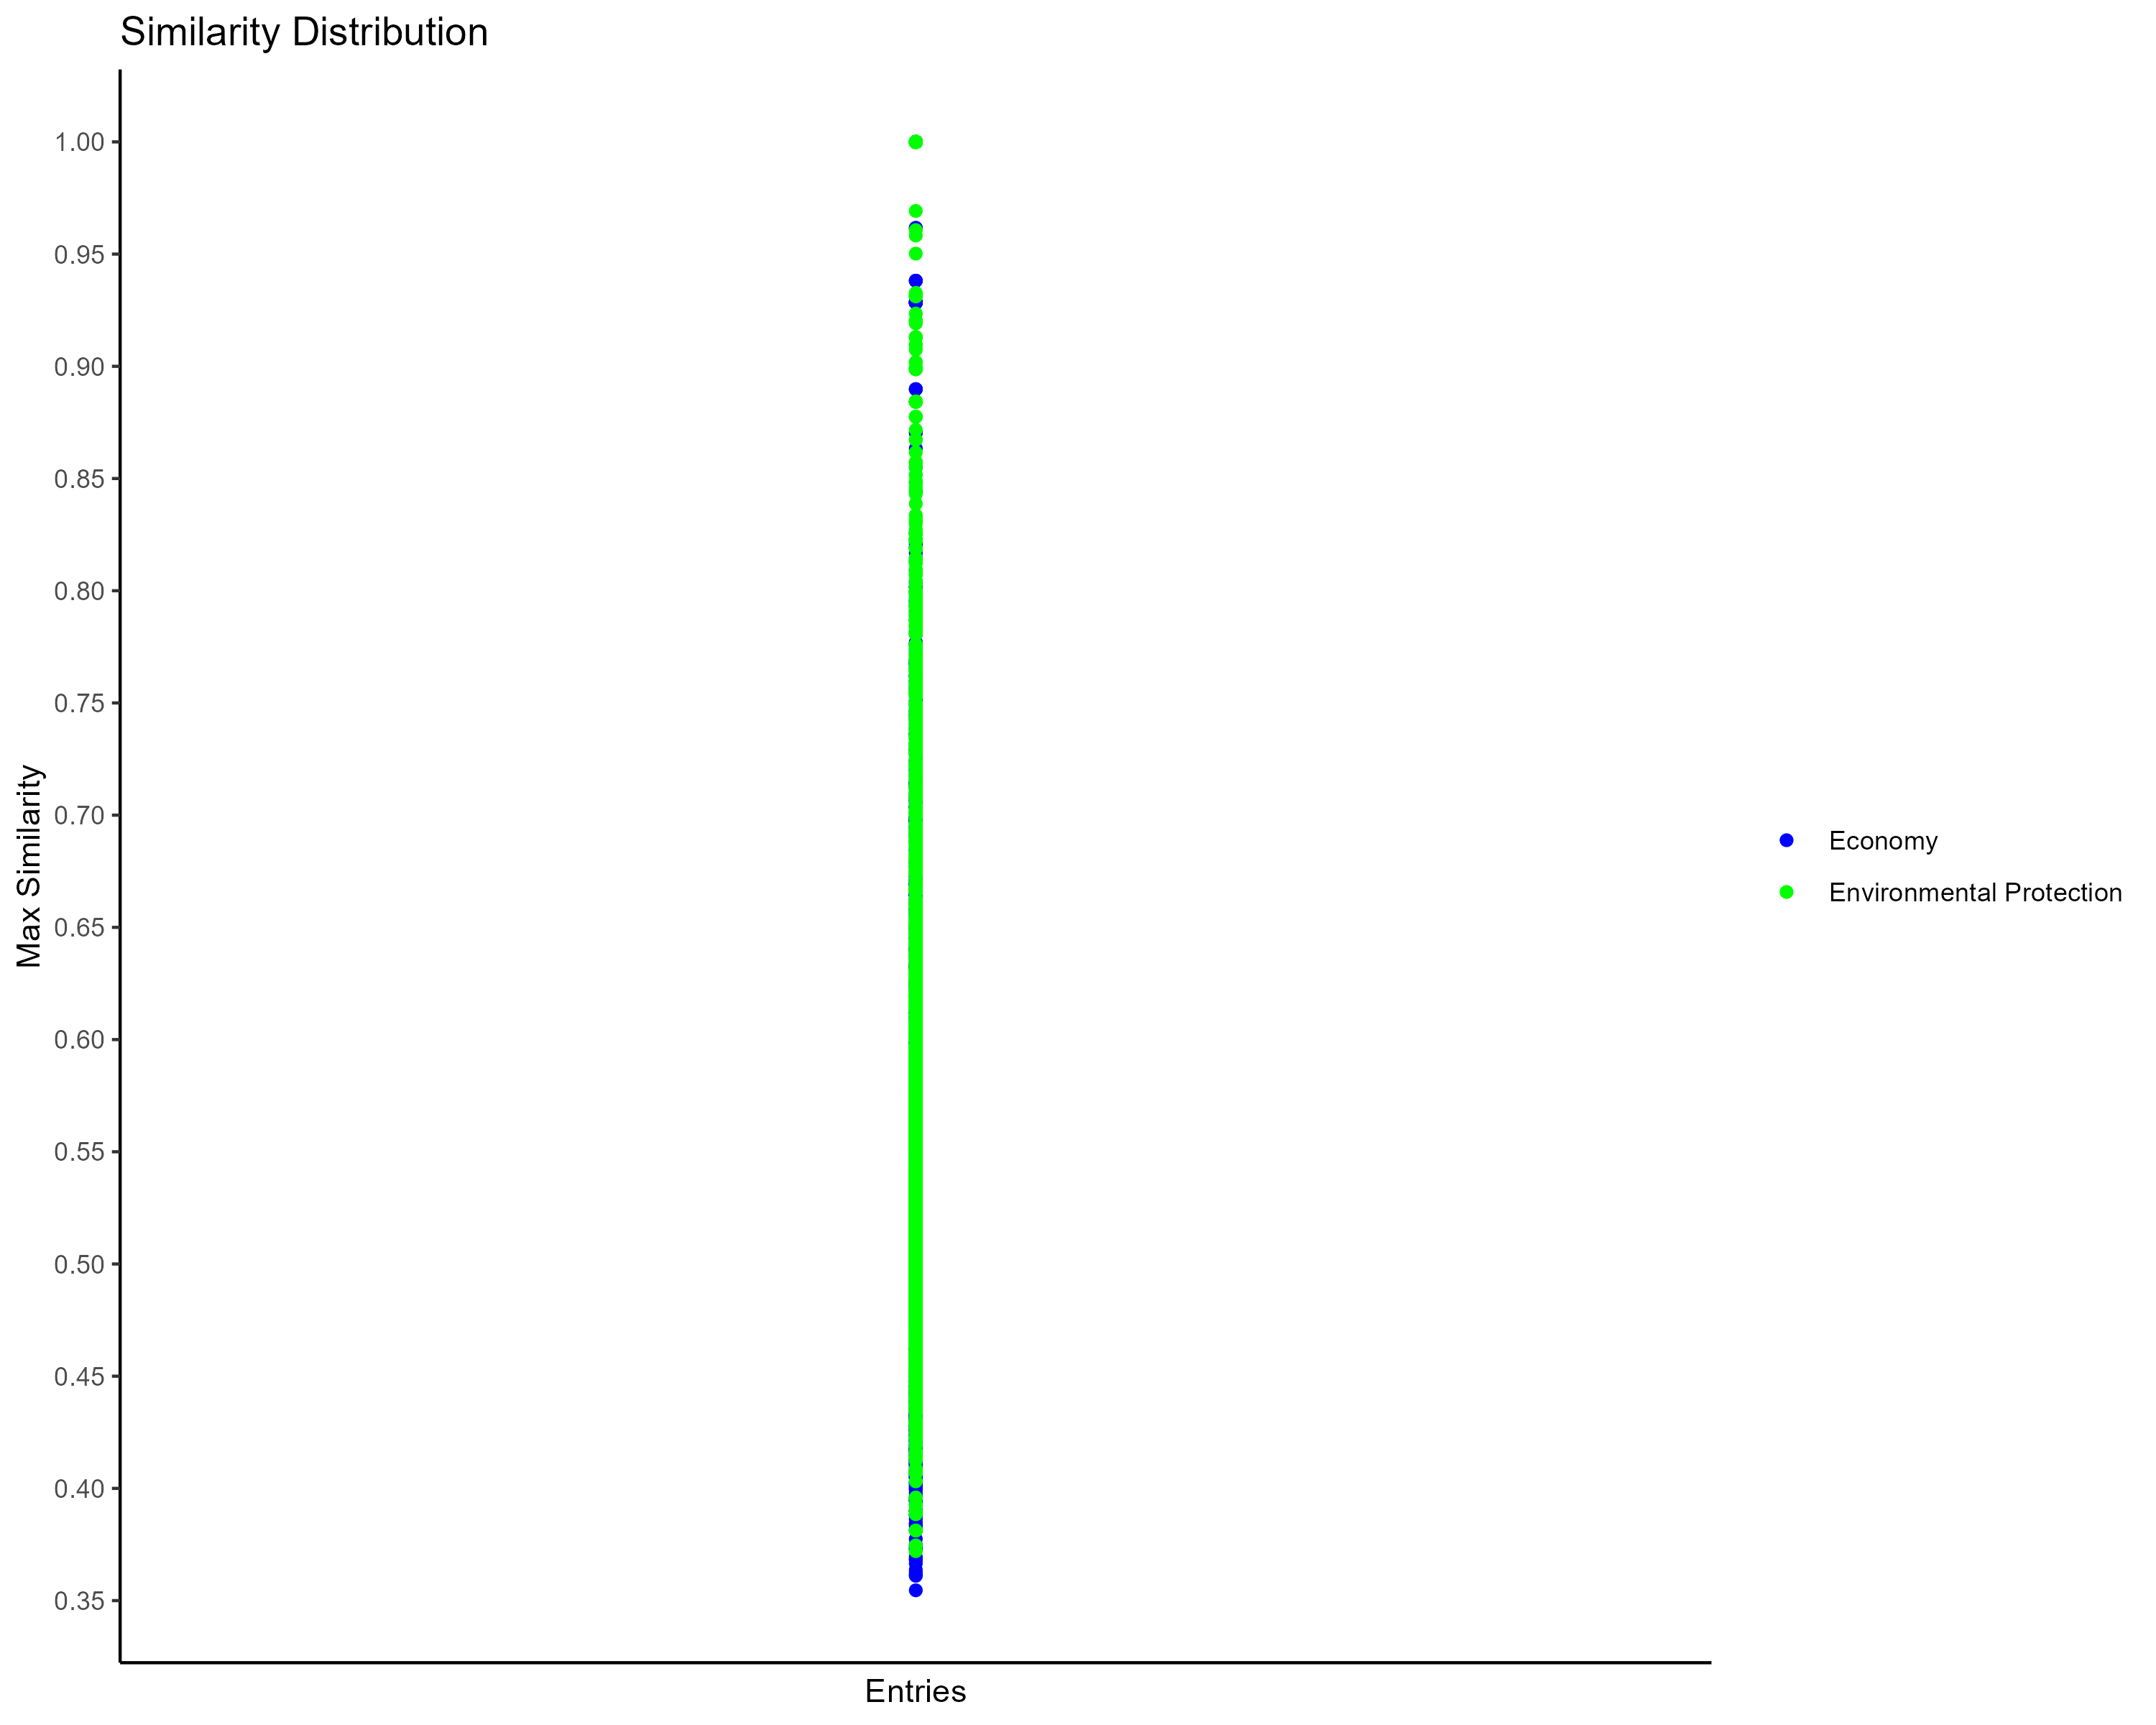 Similarity Distribution
Max Similarity
1.00
0.95
0.90
0.85
0.80
0.75
0.70
0.65
0.60
0.55
0.50
0.45
0.40
0.35
Entries
Economy
Environmental Protection